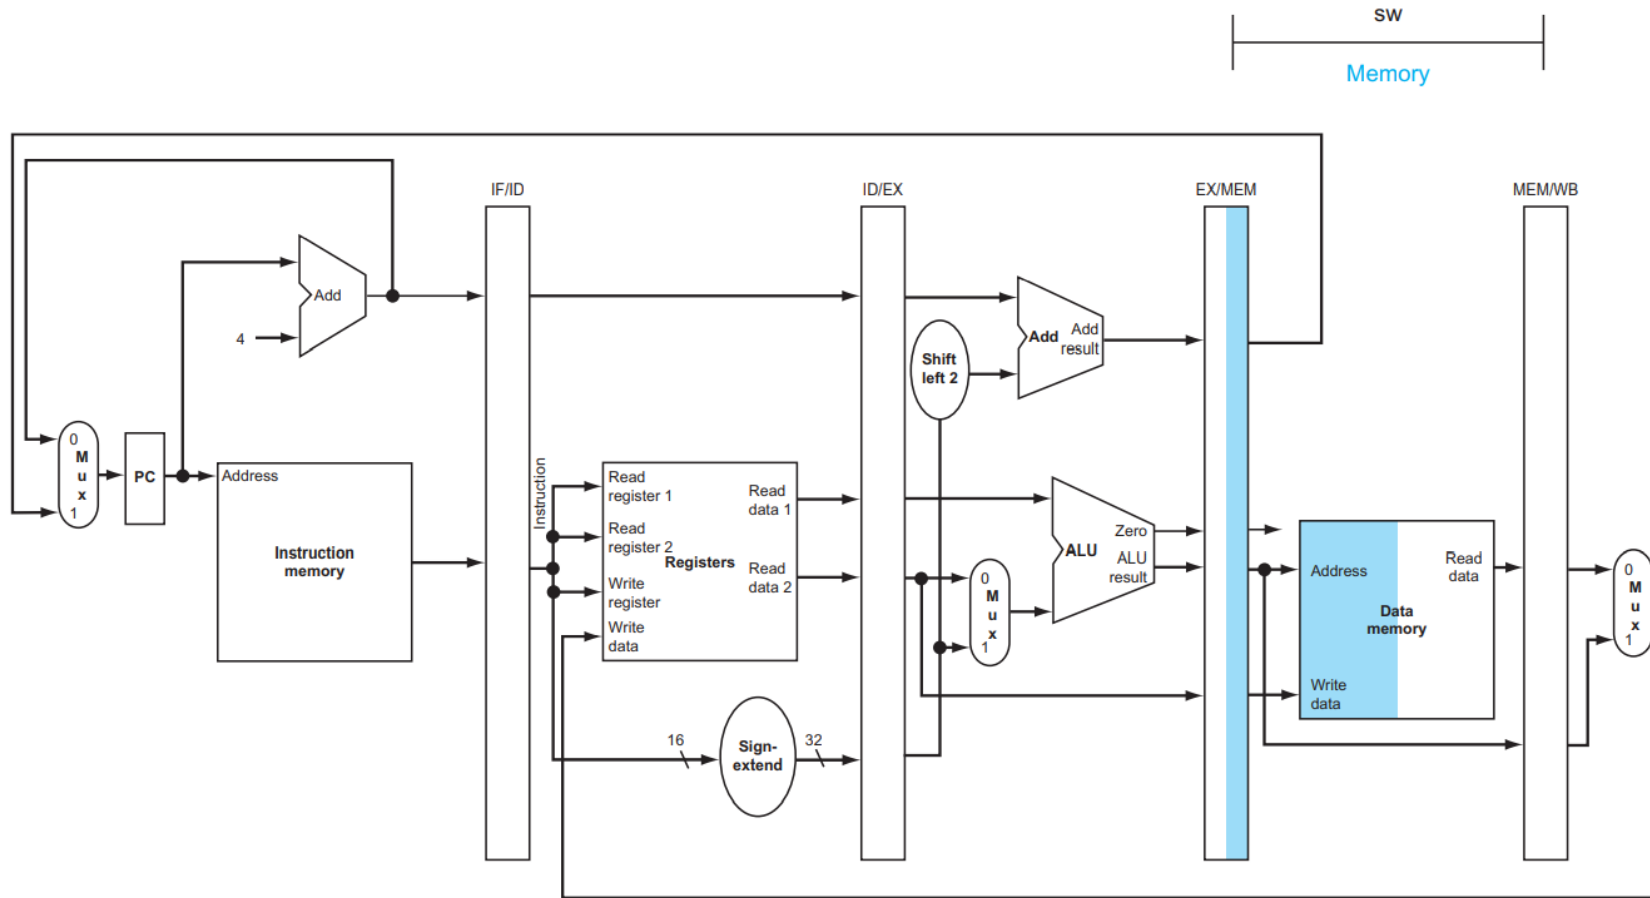 sw
Memory
IF/ID
ID/EX
EX/MEM
MEM/WB
Add
4
Add
Add
result
Shift
left 2
0
M
u
x
1
PC
Address
Instruction
memory
Instruction
Read
register 1
Read
register 2
Write
register
Write
data
Registers
Read
data 1
Read
data 2
16
Sign-
extend
32
0
M
u
x
1
ALU
Zero
ALU
result
Address
Write
data
Data
memory
Read
data
0
M
u
x
1